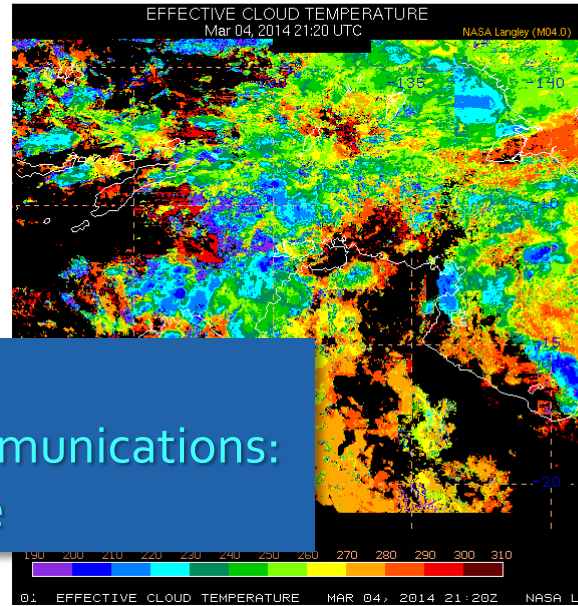 EFFECTIVE CLOUD TEMPERATURE
Mar 04, 2014 21:20 UTC
NASA Langley (M04.0)
-135
-140
-10
-15
munications:
-20
190 200 210 220 230 240 250 260 270 280 290 300 310
01 EFFECTIVE CLOUD TEMPERATURE MAR 04, 2014 21:20Z NASA L